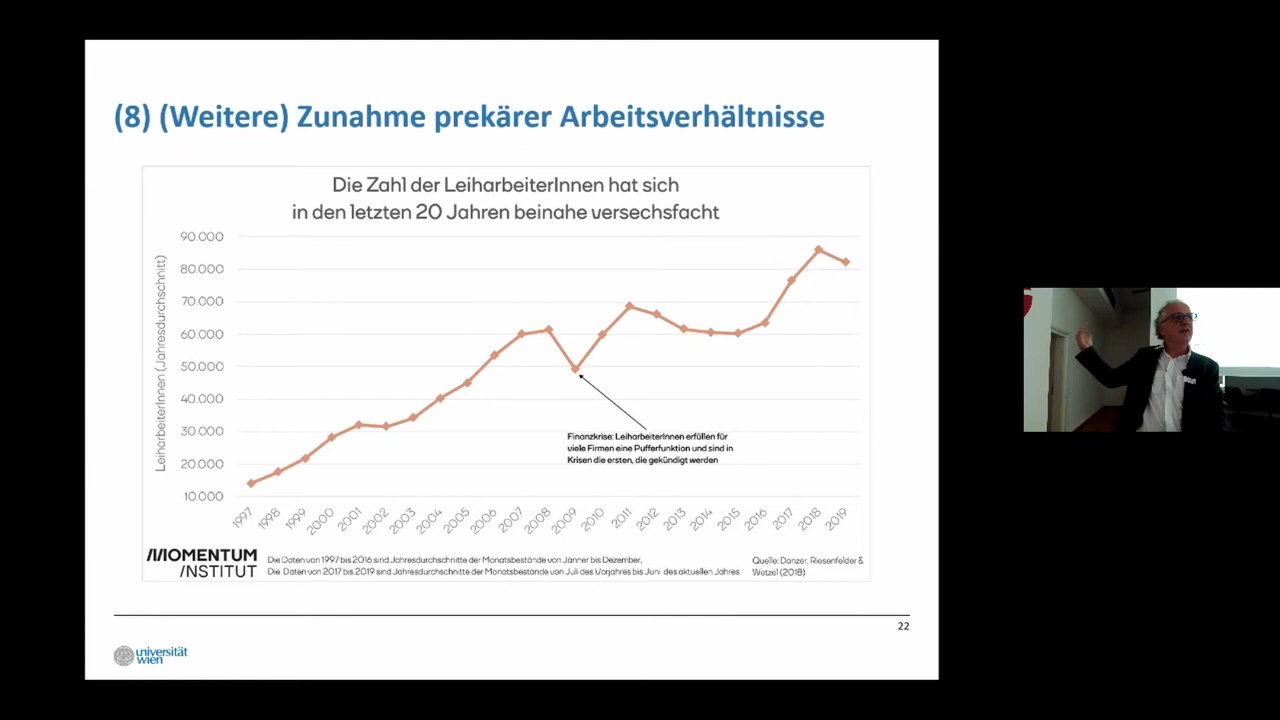 (8) (Weitere) Zunahme prekärer Arbeitsverhältnisse
Die Zahl der LeiharbeiterInnen hat sich
in den letzten 20 Jahren beinahe versechsfacht
LeiharbeiterInnen (Jahresdurchschnitt)
90.000
80.000
70.000
60.000
50.000
40.000
30.000
20.000
10.000
Finanzkrise: LeiharbeiterInnen erfüllen für
viele Firmen eine Pufferfunktion und sind in
Krisen die ersten, die gekündigt werden
1997 1998 1999 2000 2001 2002 2003 2004 2005 2006 2007 2008 2009 2010 2011 2012 2013 2014 2015 2016 2017 2018 2019
MOMENTUM
INSTITUT
Die Daten von 1997 bis 2016 sind Jahresdurchschnitte der Monatsbestände von Jänner bis Dezember,
Die Daten von 2017 bis 2019 sind Jahresdurchschnitte der Monatsbestände von Juli des Vorjahres bis Juni des aktuellen Jahres
Quelle: Danzer, Riesenfelder &
Wetzel (2018)
22
universität
wien